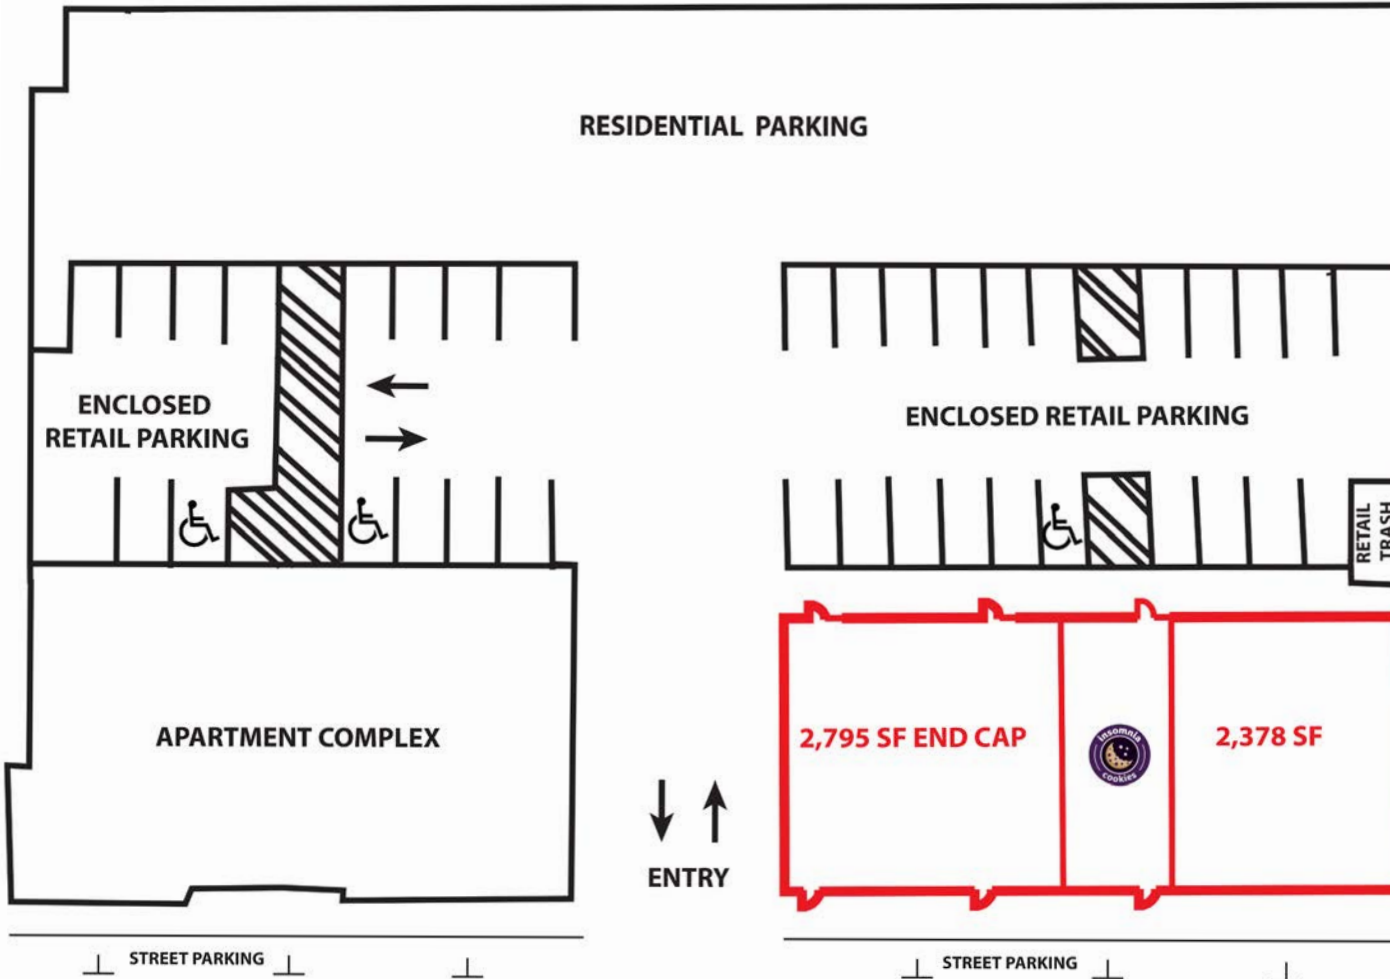 RESIDENTIAL PARKING
ENCLOSED
RETAIL PARKING
ENCLOSED RETAIL PARKING
RETAIL
TRASH
APARTMENT COMPLEX
2,795 SF END CAP
insomnia
cookies
2,378 SF
ENTRY
STREET PARKING
STREET PARKING